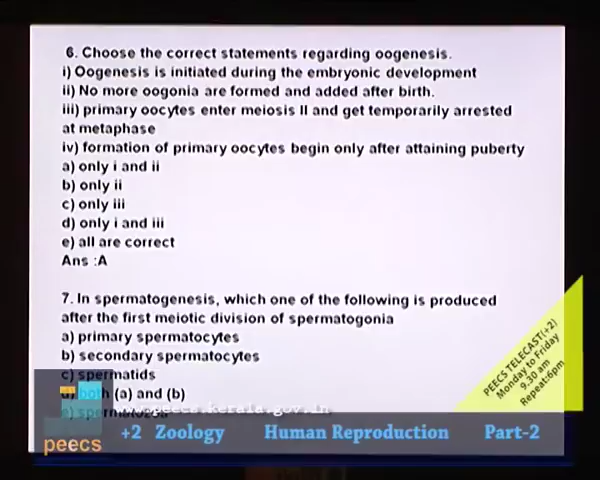 6. Choose the correct statements regarding oogenesis.
i) Oogenesis is initiated during the embryonic development
ii) No more oogonia are formed and added after birth.
iii) primary oocytes enter meiosis II and get temporarily arrested
at metaphase
iv) formation of primary oocytes begin only after attaining puberty
a) only i and ii
b) only ii
c) only iii
d) only i and iii
e) all are correct
Ans :A
7. In spermatogenesis, which one of the following is produced
after the first meiotic division of spermatogonia
a) primary spermatocytes
b) secondary spermatocytes
c) spermatids
d) both (a) and (b)
e) spermatozoa
PEECS TELECAST(+2)
Monday to Friday
9.30 am
Repeat:6pm
peecs
+2 Zoology Human Reproduction Part-2